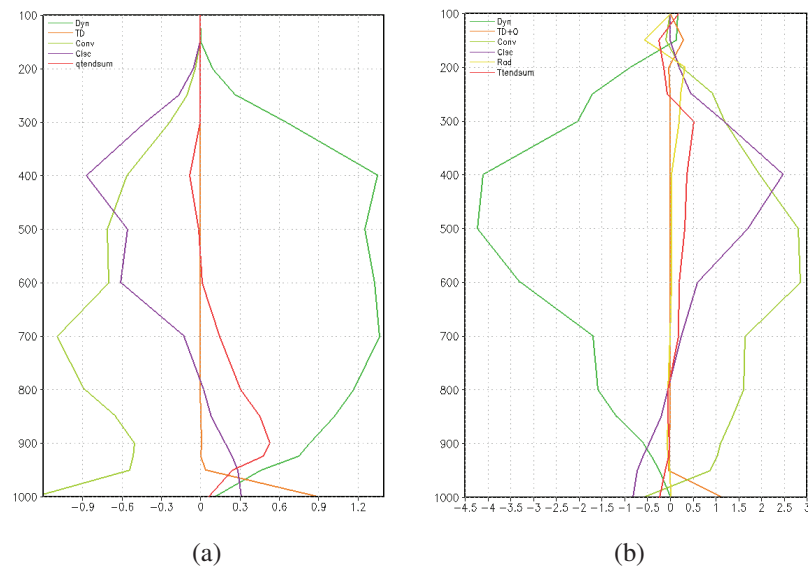 100
200
300
400
500
600
700
800
900
1000
Dyn
TD
Conv
Clsc
qtendsum
-0.9 -0.6 -0.3 0 0.3 0.6 0.9 1.2
(a)
100
200
300
400
500
600
700
800
900
1000
Dyn
TD+Q
Conv
Clsc
Rad
Ttendsum
-4.5 -4 -3.5 -3 -2.5 -2 -1.5 -1 -0.5 0 0.5 1 1.5 2 2.5 3
(b)